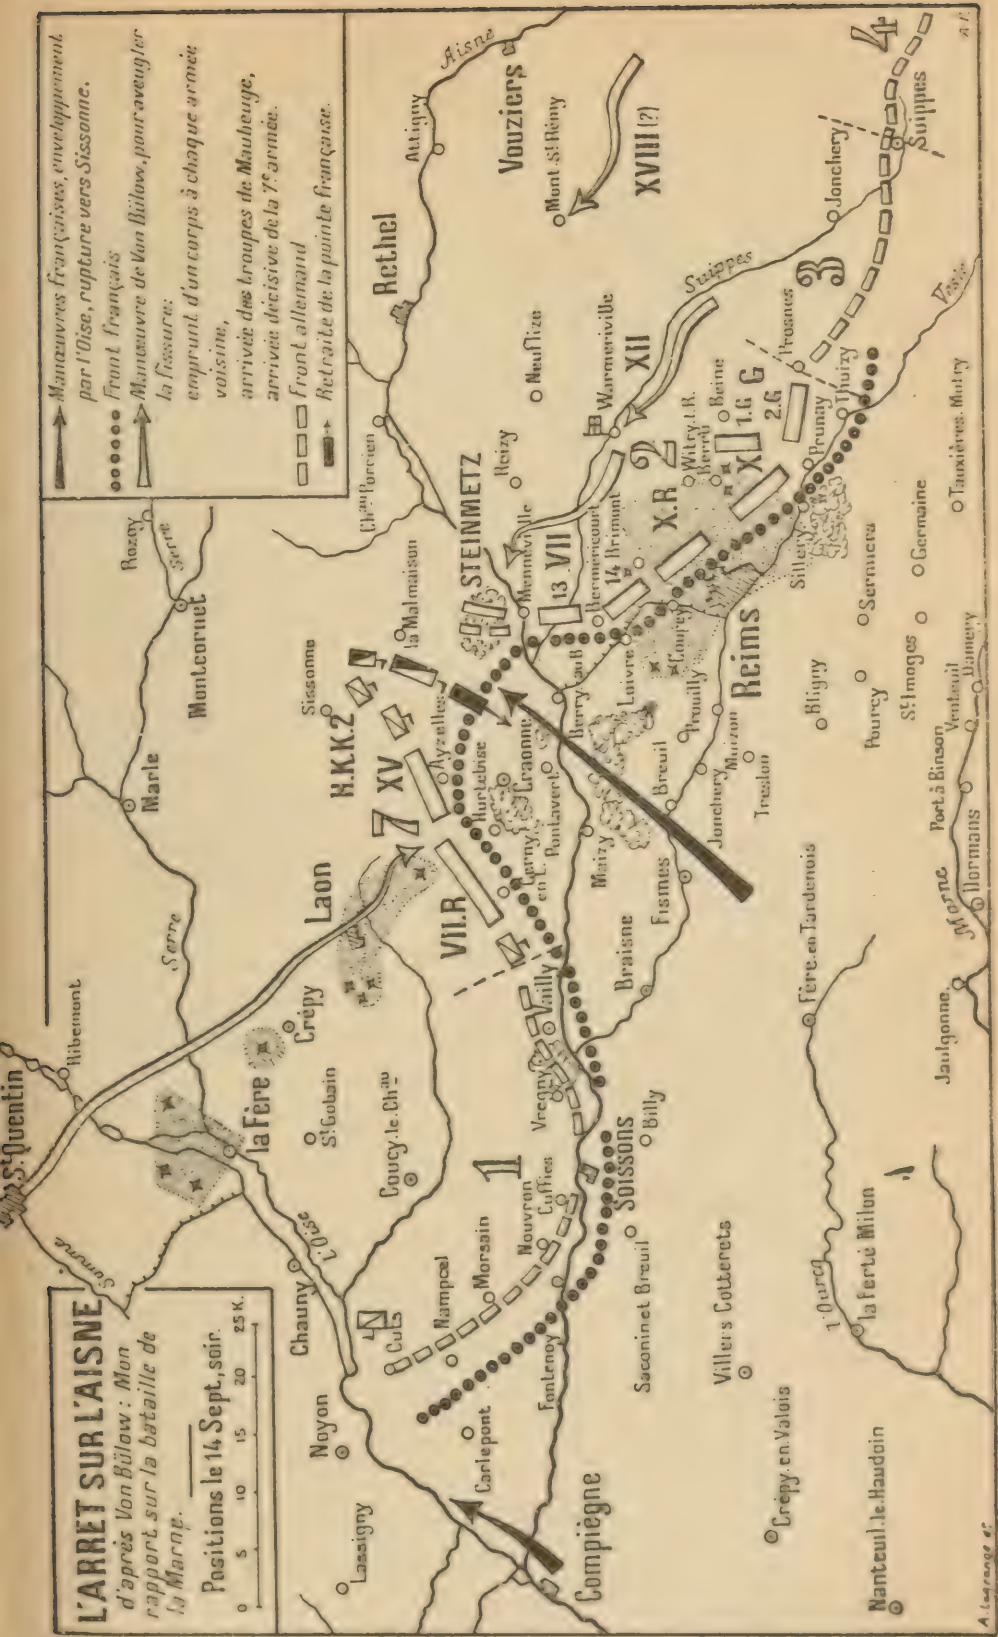 L'ARRET SUR L'AISNE
d'après Von Bülow : Mon
rapport sur la bataille de
la Marne.
Positions le 14 Sept., soir.
0 5 10 15 20 25 K.
Manœuvres françaises, enveloppement
par l'Oise, rupture vers Sissonne.
Front français
Manœuvre de Von Bülow, pour aveugler
la fissure:
emprunt d'un corps à chaque armée
voisine,
arrivée des troupes de Maubeuge,
arrivée décisive de la 7e armée.
Front allemand
Retraite de la pointe française.
St Quentin
Somme
Ribemont
Serre
Marle
Montcornet
Rozoy
Serre
la Fère
Crépy
Laon
St Gobain
Coucy-le-Chau
Chauny
l'Oise
Noyon
Lassigny
Cuts
Nampcel
Morsain
Nouvron
Cuffies
1
Carlepont
Fontenoy
Compiègne
Soissons
Billy
Saconin et Breuil
Villers Cotterets
Crépy-en-Valois
Nanteuil-le-Haudoin
l'Ourcq
la Ferté Milon
Fère-en-Tardenois
Jaulgonne
Marne
Dormans
Port à Binson
Venteuil
Damery
Vregny
Vailly
Braisne
Fismes
VII.R
7
XV
H.K.K.2
Sissonne
la Malmaison
Ayzelles
Hurtebise
Craonne
Cerny
en L.
Pontavert
Maizy
Berry au B
Breuil
Jonchery
Muizon
Treslon
Prouilly
Loivre
Courcy
Reims
Bligny
Pourcy
St Imoges
Sermiers
Germaine
Tauxières-Mutry
STEINMETZ
Menneville
13 VII
Bermericourt
14 Brimont
X.R
2
Witry-l-R.
Berru
Beine
XII
XI
1.G
G
2.G
Warmeriville
Neuflize
Roizy
Chau Porcien
Rethel
Attigny
Aisne
Vouziers
Mont-St Rémy
XVIII (?)
Suippes
Jonchery
Suippes
3
4
Prosnes
Thuizy
Prunay
Sillery
Vesle
A. Lagrange